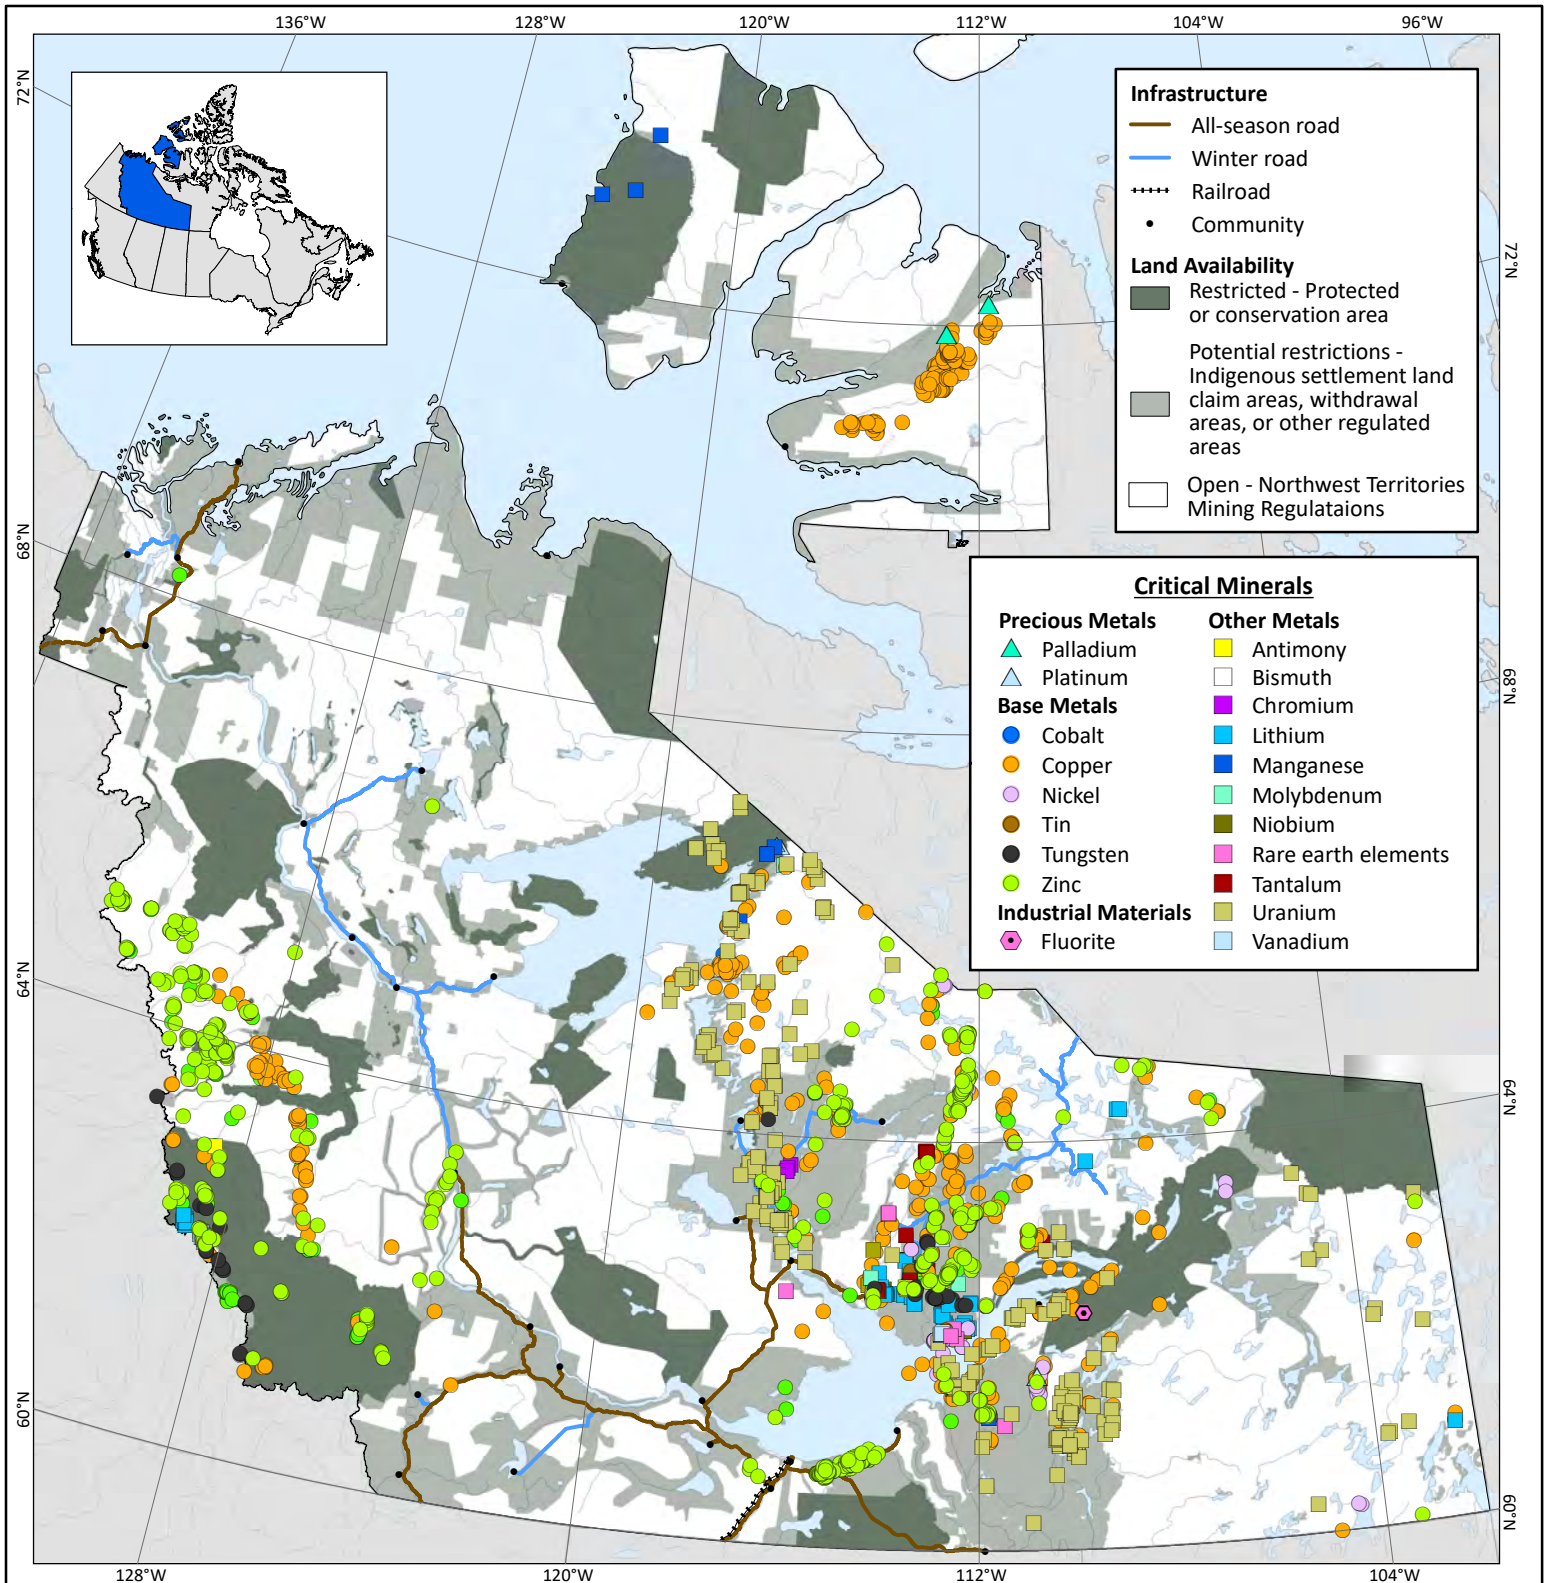 136°W
128°W
120°W
112°W
104°W
96°W
72°N
68°N
64°N
60°N
72°N
68°N
64°N
60°N
Infrastructure
All-season road
Winter road
Railroad
Community
Land Availability
Restricted - Protected
or conservation area
Potential restrictions -
Indigenous settlement land
claim areas, withdrawal
areas, or other regulated
areas
Open - Northwest Territories
Mining Regulataions
Critical Minerals
Precious Metals
Palladium
Platinum
Base Metals
Cobalt
Copper
Nickel
Tin
Tungsten
Zinc
Industrial Materials
Fluorite
Other Metals
Antimony
Bismuth
Chromium
Lithium
Manganese
Molybdenum
Niobium
Rare earth elements
Tantalum
Uranium
Vanadium
128°W
120°W
112°W
104°W